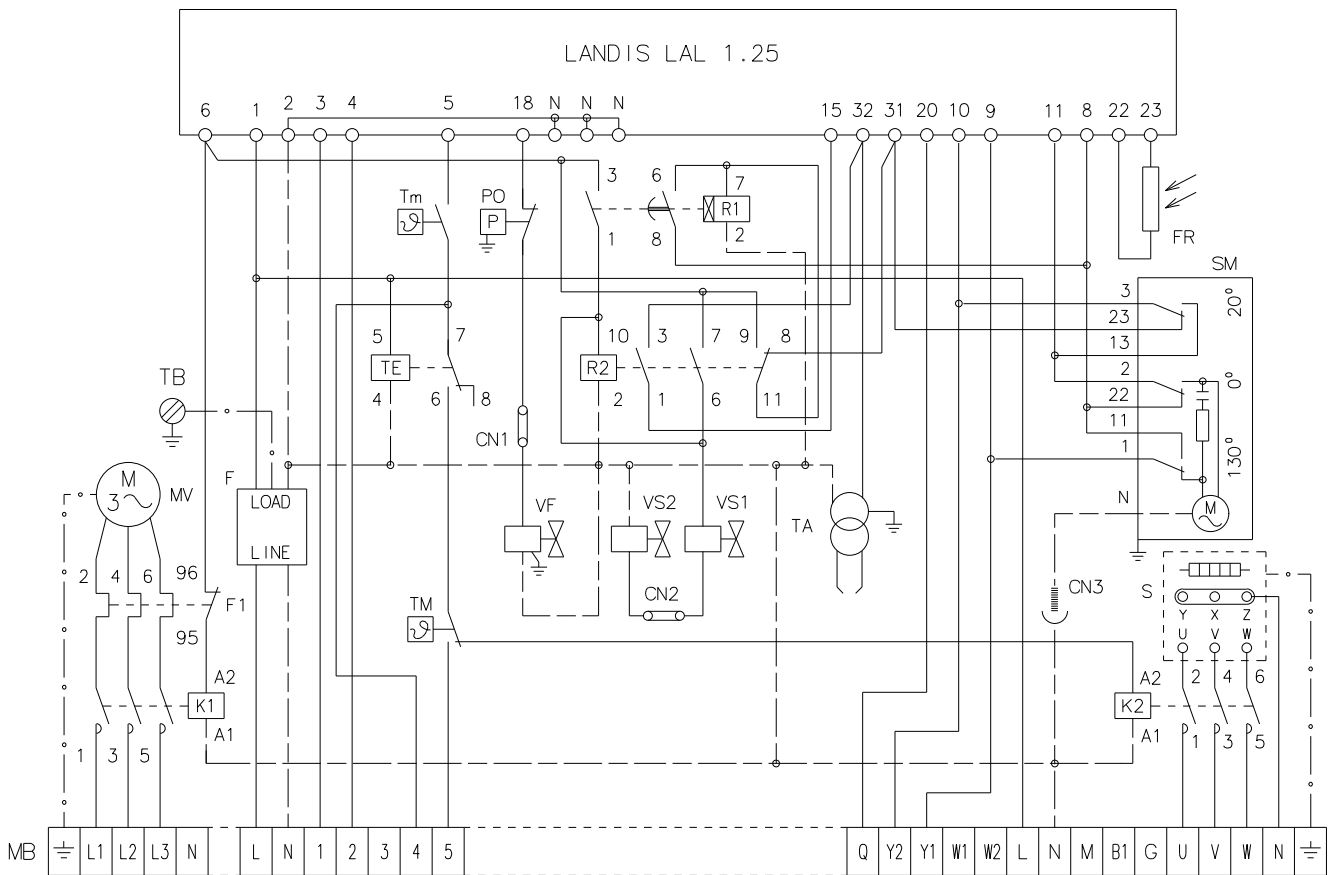 LANDIS LAL 1.25
6 1 2 3 4 5 18 N N N 15 32 31 20 10 9 11 8 22 23
Tm PO 3 6 7
P R1
1 8 2 FR
SM
3 20°
23
5 7 10 3 7 9 8 13
TE R2 2 0°
TB 4 6 8 2 1 6 11 22
CN1 11
1 130°
M
3 MV F LOAD VF VS2 VS1 TA N M
LINE
2 4 6 96 CN2 CN3 S
F1 TM Y X Z
95 U V W
A2 A2 2 4 6
K1 K2
A1 A1
1 3 5 1 3 5
MB L1 L2 L3 N L N 1 2 3 4 5 Q Y2 Y1 W1 W2 L N M B1 G U V W N